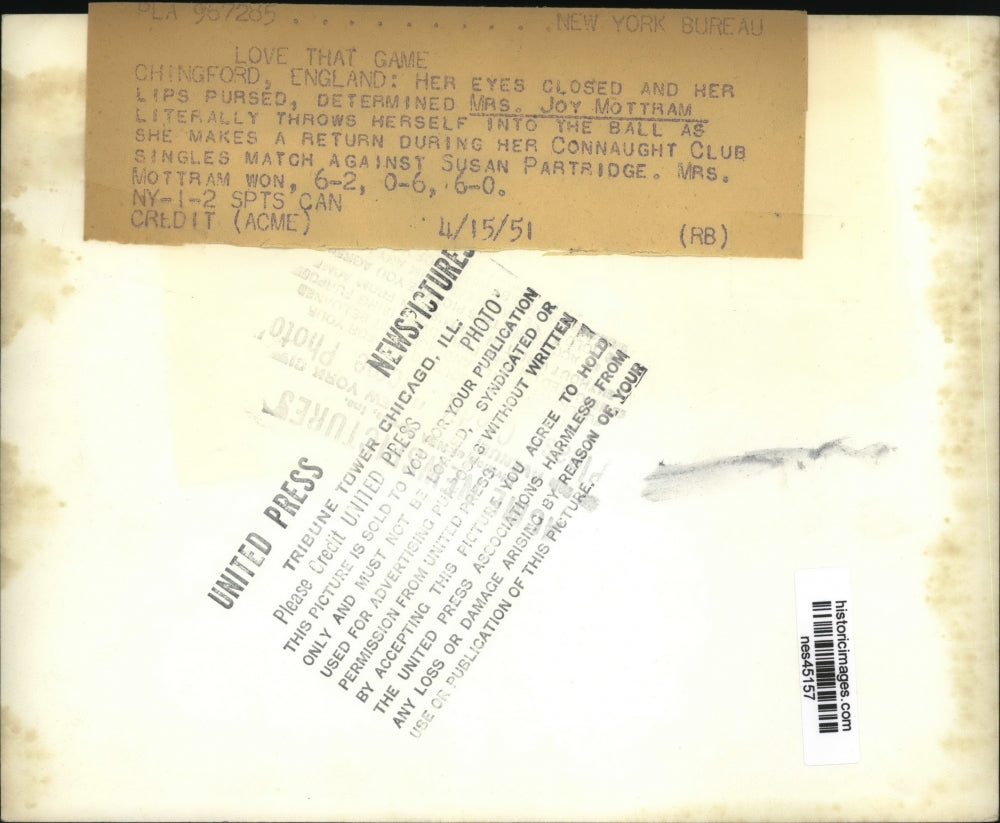 PLA 967285 . . . . . . . . . . .NEW YORK BUREAU
LOVE THAT GAME
CHINGFORD, ENGLAND: HER EYES CLOSED AND HER
LIPS PURSED, DETERMINED MRS. JOY MOTTRAM
LITERALLY THROWS HERSELF INTO THE BALL AS
SHE MAKES A RETURN DURING HER CONNAUGHT CLUB
SINGLES MATCH AGAINST SUSAN PARTRIDGE. MRS.
MOTTRAM WON, 6-2, 0-6, 6-0.
NY-1-2 SPTS CAN
CREDIT (ACME) 4/15/51 (RB)
UNITED PRESS NEWSPICTURES
TRIBUNE TOWER CHICAGO, ILL.
Please Credit UNITED PRESS PHOTO"
THIS PICTURE IS SOLD TO YOU FOR YOUR PUBLICATION
ONLY AND MUST NOT BE LOANED, SYNDICATED OR
USED FOR ADVERTISING PURPOSES WITHOUT WRITTEN
PERMISSION FROM UNITED PRESS.
BY ACCEPTING THIS PICTURE YOU AGREE TO HOLD
THE UNITED PRESS ASSOCIATIONS HARMLESS FROM
ANY LOSS OR DAMAGE ARISING BY REASON OF YOUR
USE OR PUBLICATION OF THIS PICTURE.
historicimages.com
nes45157